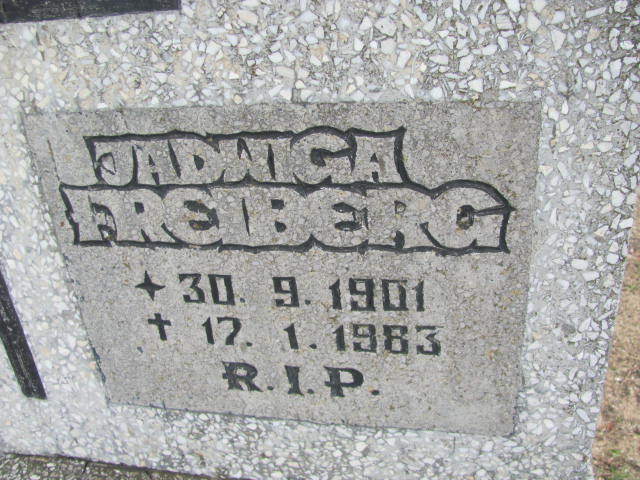 JADWIGA
FREIBERG
✦ 30. 9. 1901
✝ 17. 1. 1983
R.I.P.